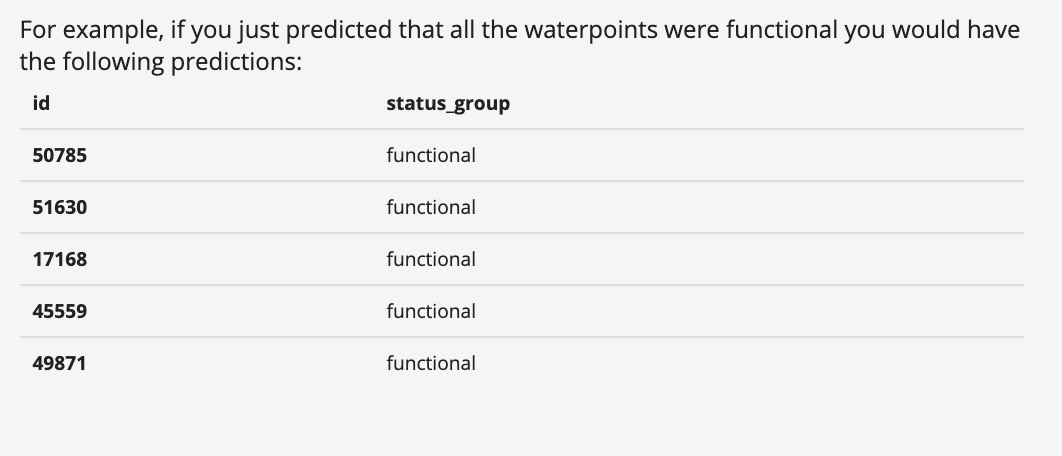 For example, if you just predicted that all the waterpoints were functional you would have
the following predictions:
id status_group
50785 functional
51630 functional
17168 functional
45559 functional
49871 functional